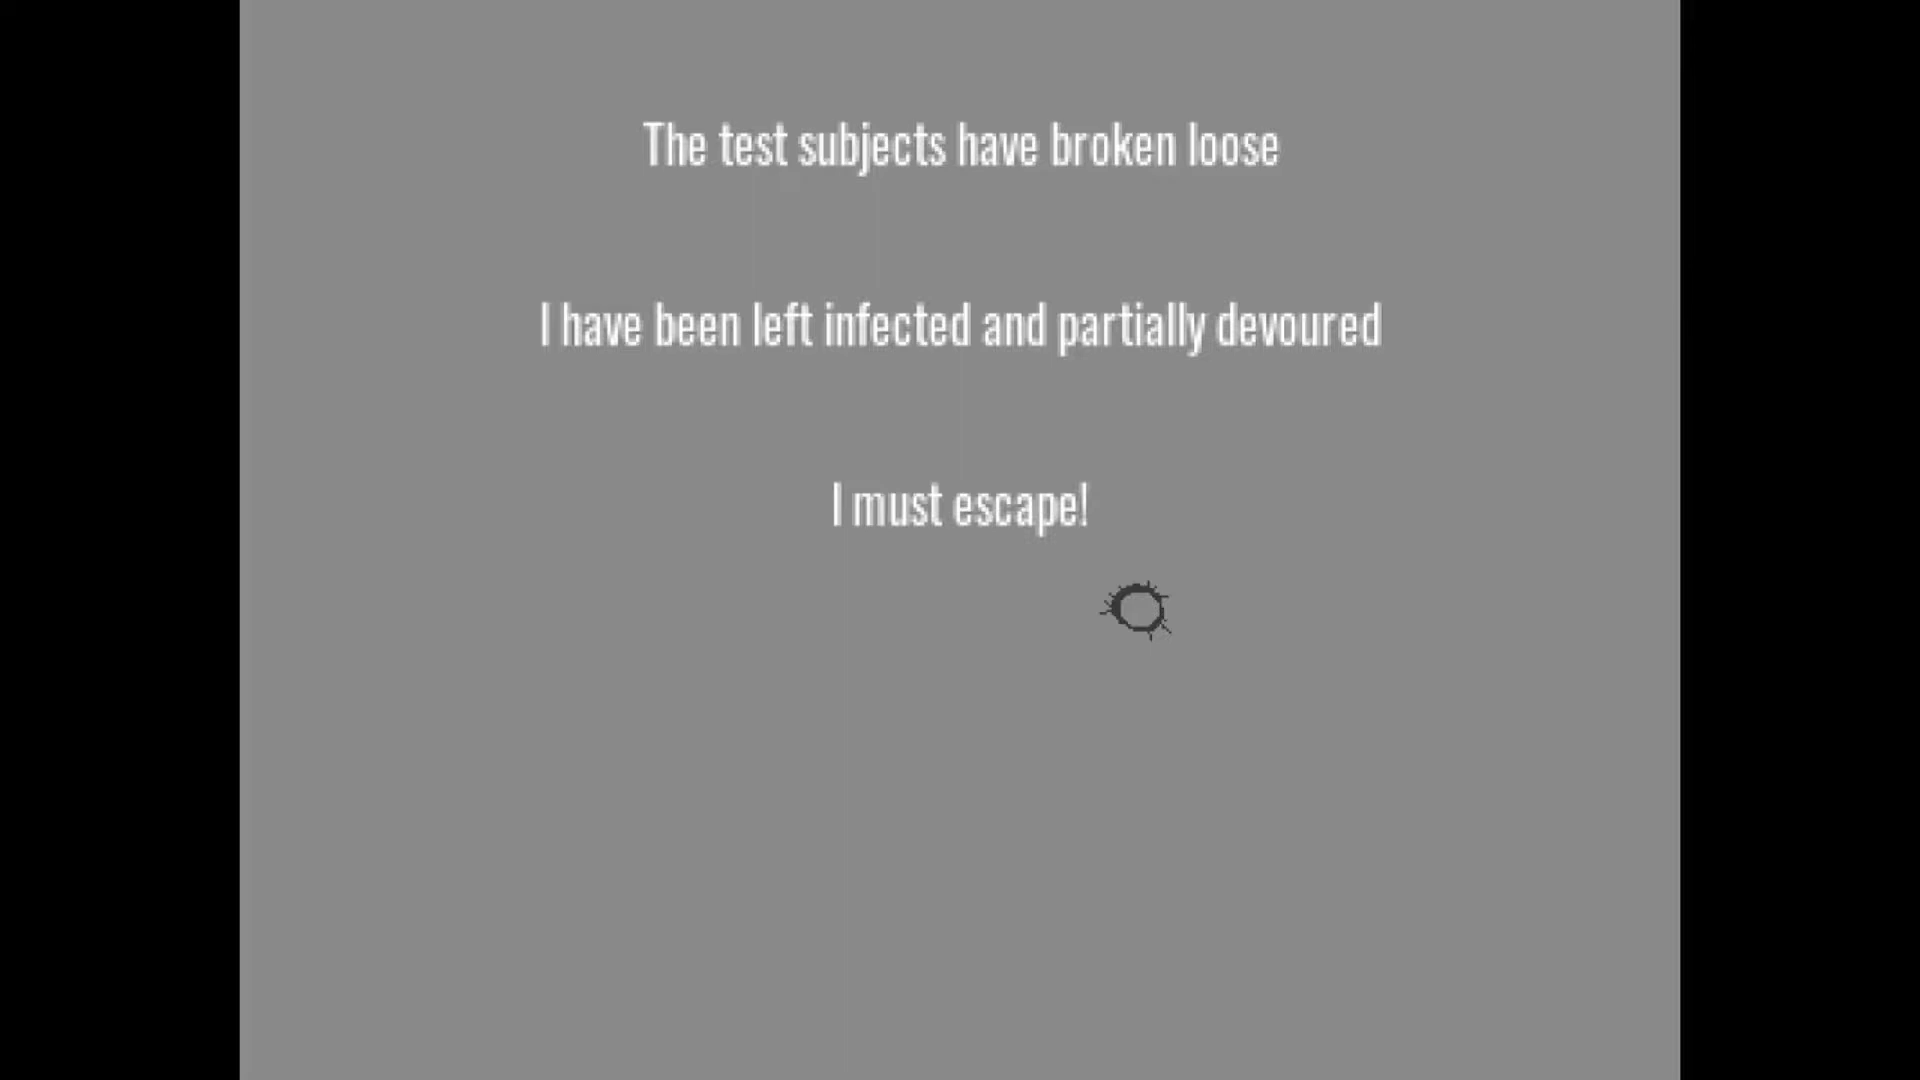 The test subjects have broken loose
I have been left infected and partially devoured
I must escape!